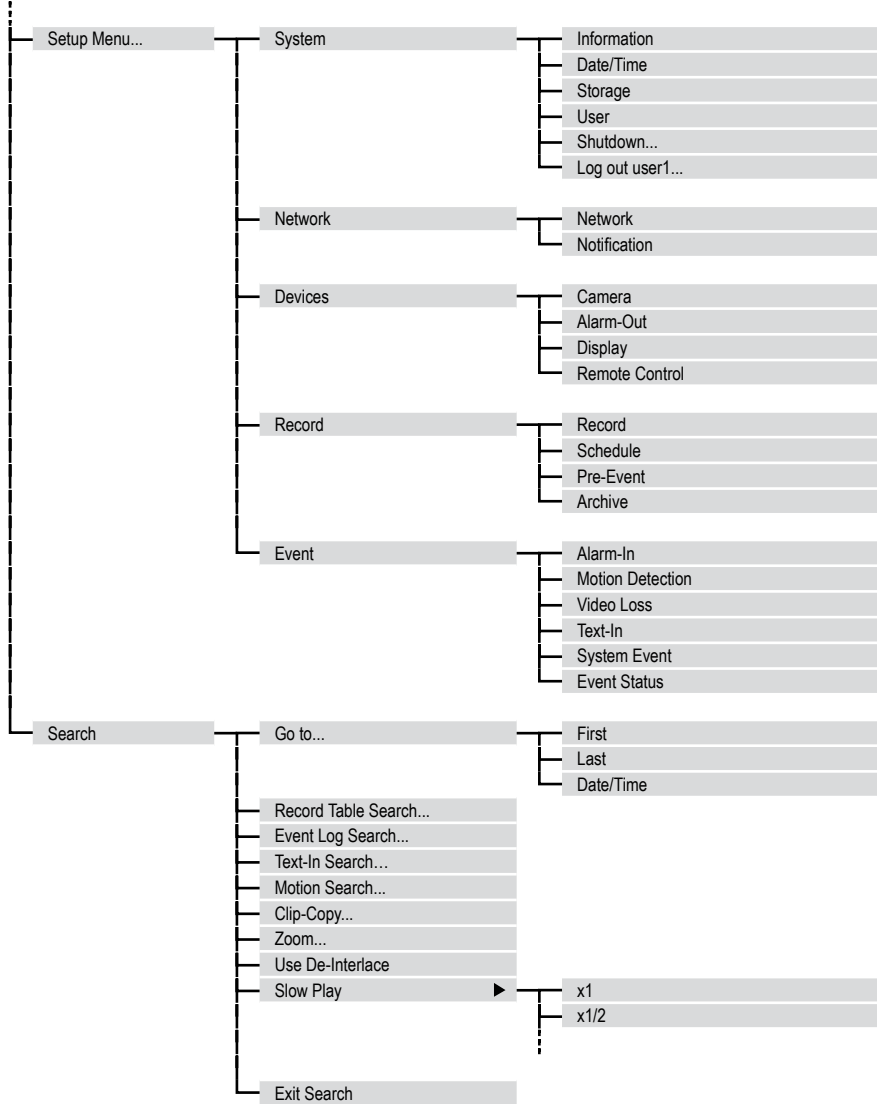 Setup Menu... System Information
Date/Time
Storage
User
Shutdown...
Log out user1...
Network Network
Notification
Devices Camera
Alarm-Out
Display
Remote Control
Record Record
Schedule
Pre-Event
Archive
Event Alarm-In
Motion Detection
Video Loss
Text-In
System Event
Event Status
Search Go to... First
Last
Date/Time
Record Table Search...
Event Log Search...
Text-In Search…
Motion Search...
Clip-Copy...
Zoom...
Use De-Interlace
Slow Play x1
x1/2
Exit Search